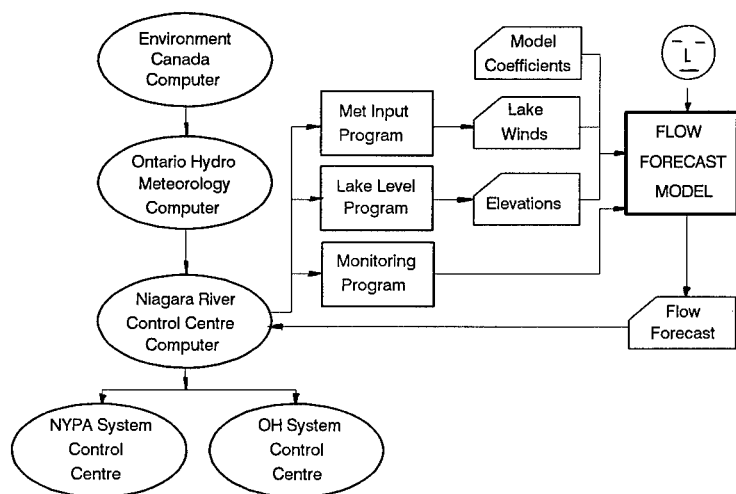 Environment
Canada
Computer
Ontario Hydro
Meteorology
Computer
Niagara River
Control Centre
Computer
NYPA System
Control
Centre
OH System
Control
Centre
Met Input
Program
Lake Level
Program
Monitoring
Program
Model
Coefficients
Lake
Winds
Elevations
FLOW
FORECAST
MODEL
Flow
Forecast